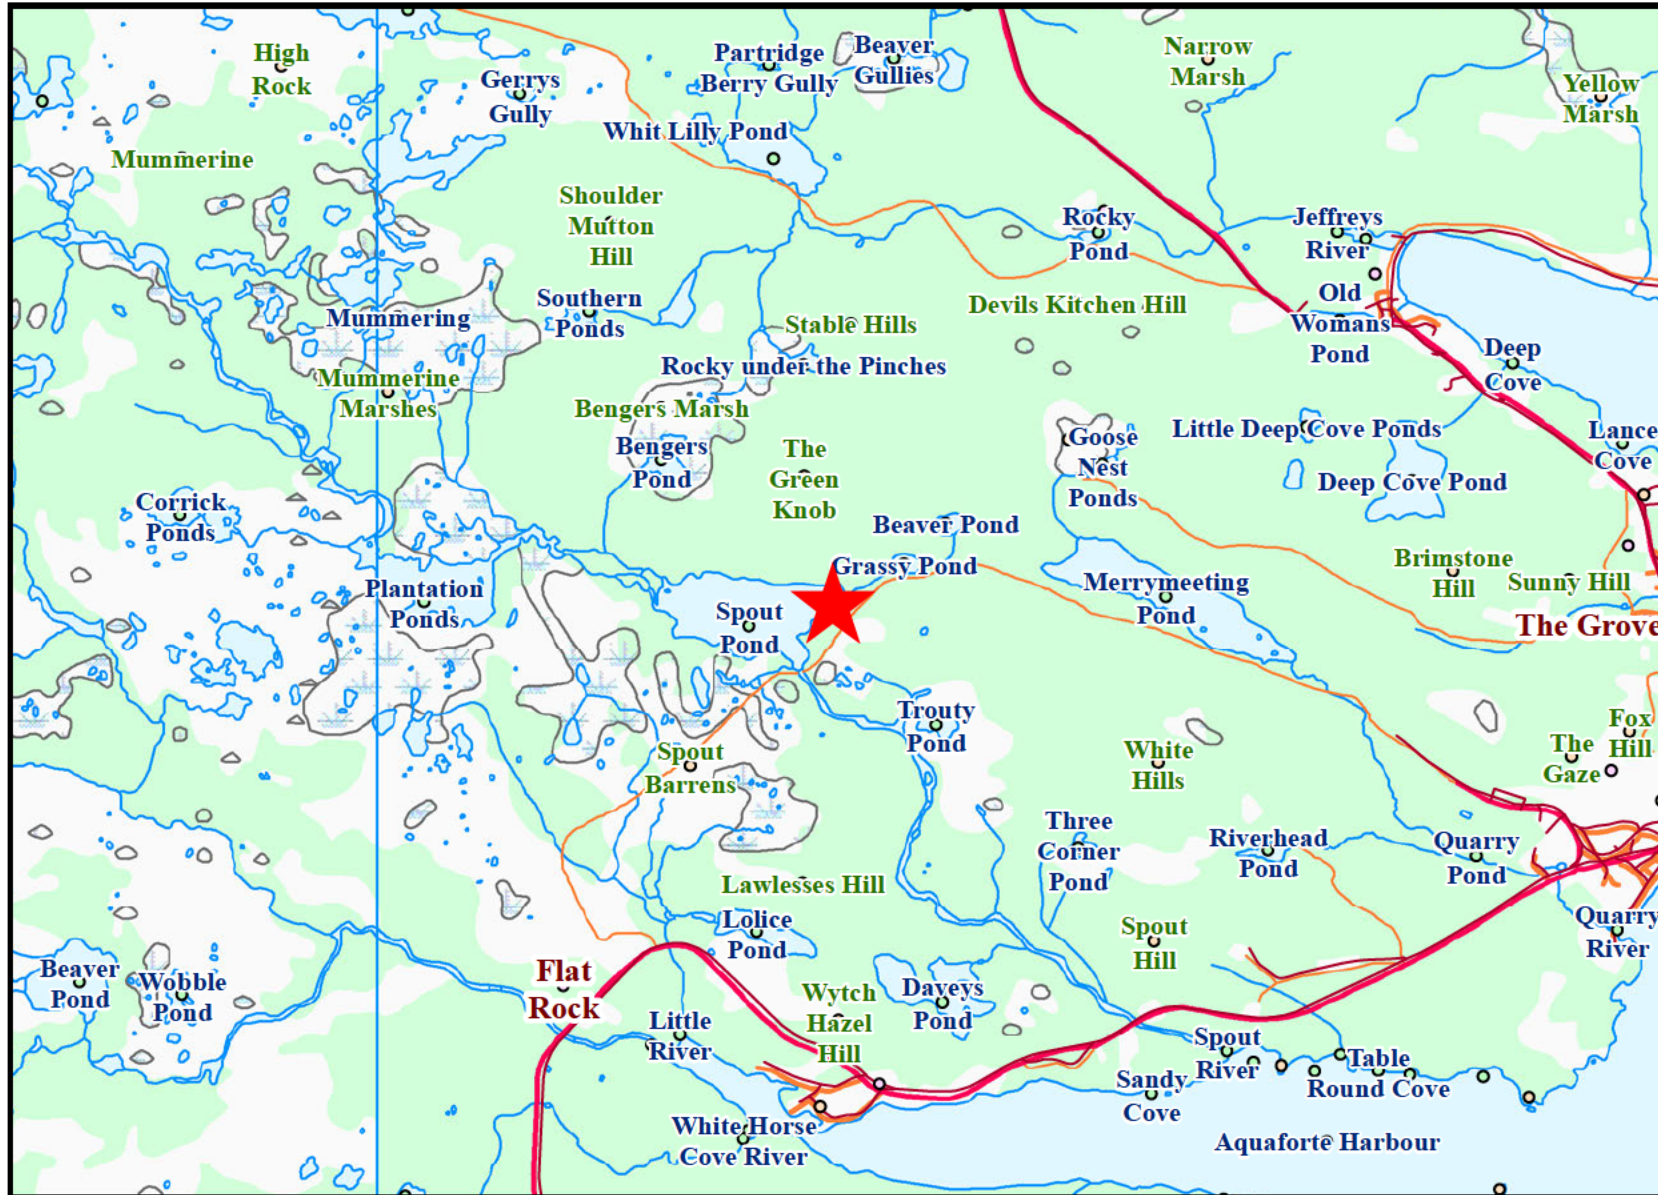 High
Rock
Gerrys
Gully
Partridge
Berry Gully
Beaver
Gullies
Narrow
Marsh
Yellow
Marsh
Whit Lilly Pond
Mummerine
Shoulder
Mutton
Hill
Rocky
Pond
Jeffreys
River
Southern
Ponds
Mummering
Stable Hills
Devils Kitchen Hill
Old
Womans
Pond
Deep
Cove
Rocky under the Pinches
Mummerine
Marshes
Bengers Marsh
Bengers
Pond
The
Green
Knob
Goose
Nest
Ponds
Little Deep Cove Ponds
Lance
Cove
Deep Cove Pond
Corrick
Ponds
Beaver Pond
Grassy Pond
Brimstone
Hill
Sunny Hill
Plantation
Ponds
Spout
Pond
Merrymeeting
Pond
The Grove
Trouty
Pond
Spout
Barrens
White
Hills
The
Gaze
Fox
Hill
Three
Corner
Pond
Riverhead
Pond
Quarry
Pond
Lawlesses Hill
Lolice
Pond
Spout
Hill
Quarry
River
Beaver
Pond
Wobble
Pond
Flat
Rock
Wytch
Hazel
Hill
Daveys
Pond
Little
River
Spout
River
Table
Round Cove
Sandy
Cove
White Horse
Cove River
Aquaforte Harbour